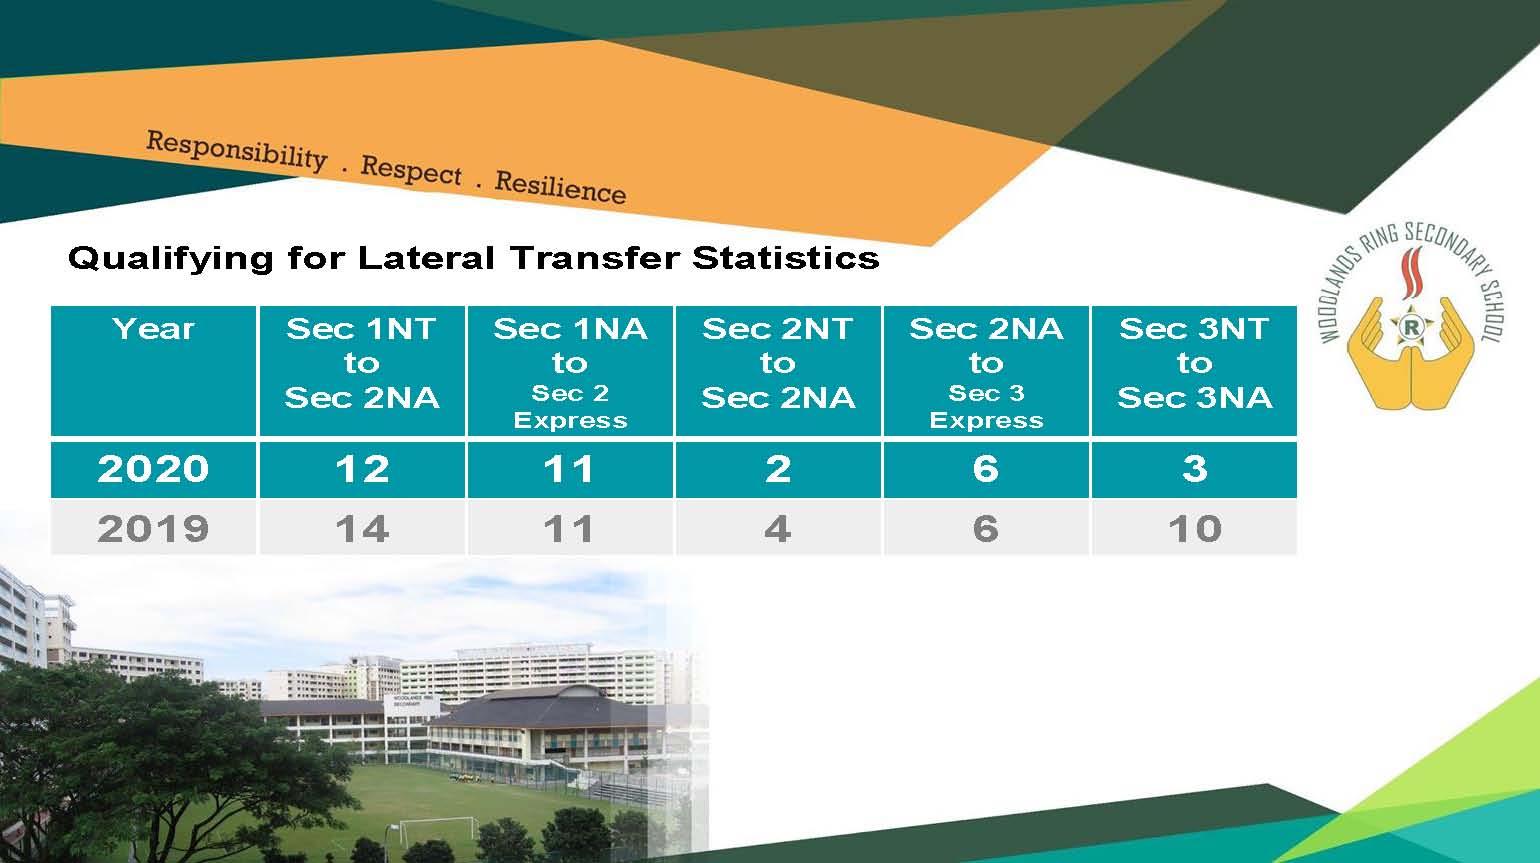 Responsibility . Respect . Resilience
Qualifying for Lateral Transfer Statistics
WOODLANDS RING SECONDARY SCHOOL
R
Year
Sec 1NT
to
Sec 2NA
Sec 1NA
to
Sec 2
Express
Sec 2NT
to
Sec 2NA
Sec 2NA
to
Sec 3
Express
Sec 3NT
to
Sec 3NA
2020 12 11 2 6 3
2019 14 11 4 6 10
WOODLANDS RING
SECONDARY